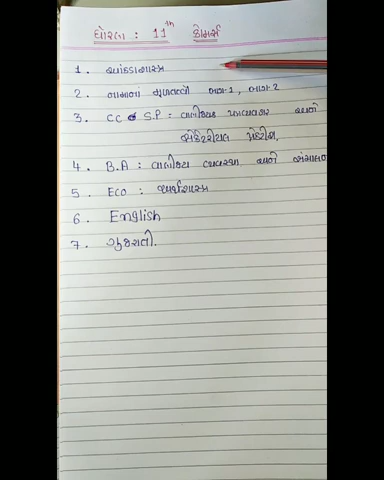 ધોરણ : 11th કોમર્સ
1. આંકડાશાસ્ત્ર
2. નામાનાં મૂળતત્વો ભાગ-1, ભાગ-2
3. CC & S.P : વાણિજ્ય પત્રવ્યવહાર અને
સેક્રેટરીયલ પ્રેક્ટીસ,
4. B.A : વાણિજ્ય વ્યવસ્થા અને સંચાલન
5. Eco : અર્થશાસ્ત્ર
6. English
7. ગુજરાતી.